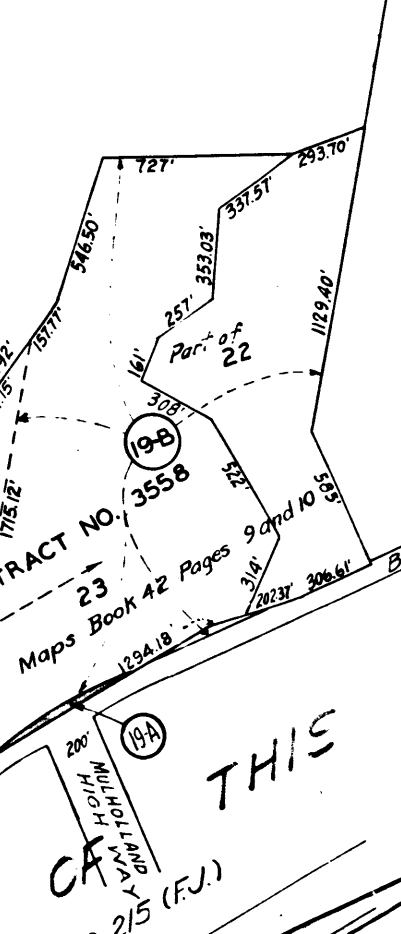 727'
293.70'
337.57'
546.50'
353.03'
1129.40'
257'
157.77'
Part of
22
161'
308'
19-B
522'
585'
1715.12'
TRACT NO. 3558
23
Maps Book 42 Pages 9 and 10
314'
202.37'
306.61'
B
1294.18'
19-A
200'
MULHOLLAND
HIGH WAY
THIS
215 (F.J.)